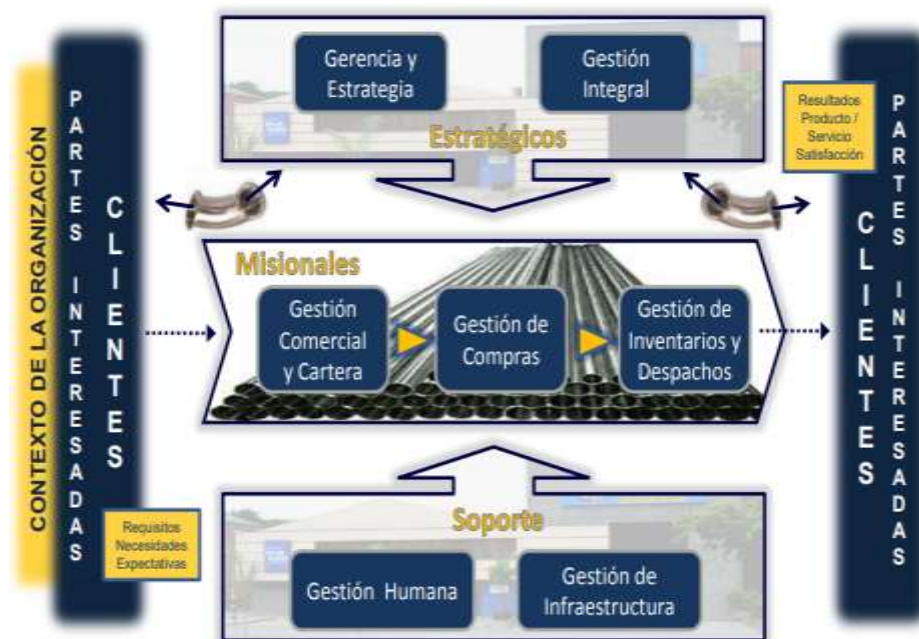 CONTEXTO DE LA ORGANIZACIÓN
PARTES INTERESADAS
CLIENTES
Requisitos
Necesidades
Expectativas
Gerencia y
Estrategia
Gestión
Integral
Estratégicos
Misionales
Gestión
Comercial
y Cartera
Gestión de
Compras
Gestión de
Inventarios y
Despachos
Soporte
Gestión Humana
Gestión de
Infraestructura
Resultados
Producto /
Servicio
Satisfacción
CLIENTES
PARTES INTERESADAS